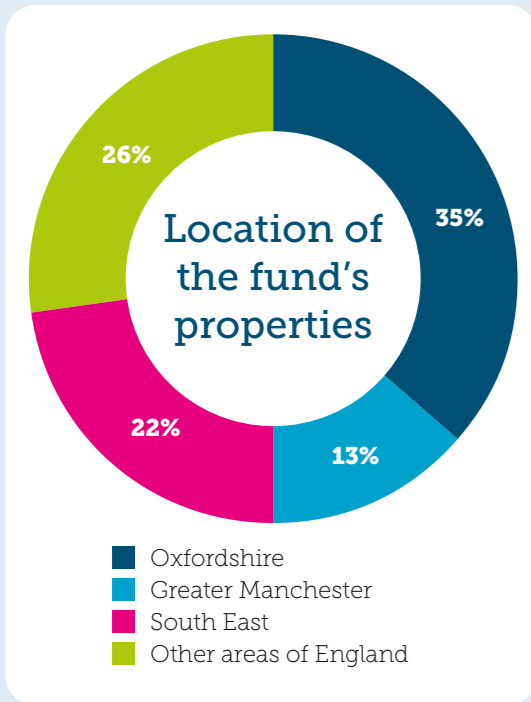 26%
35%
Location of
the fund's
properties
22%
13%
Oxfordshire
Greater Manchester
South East
Other areas of England